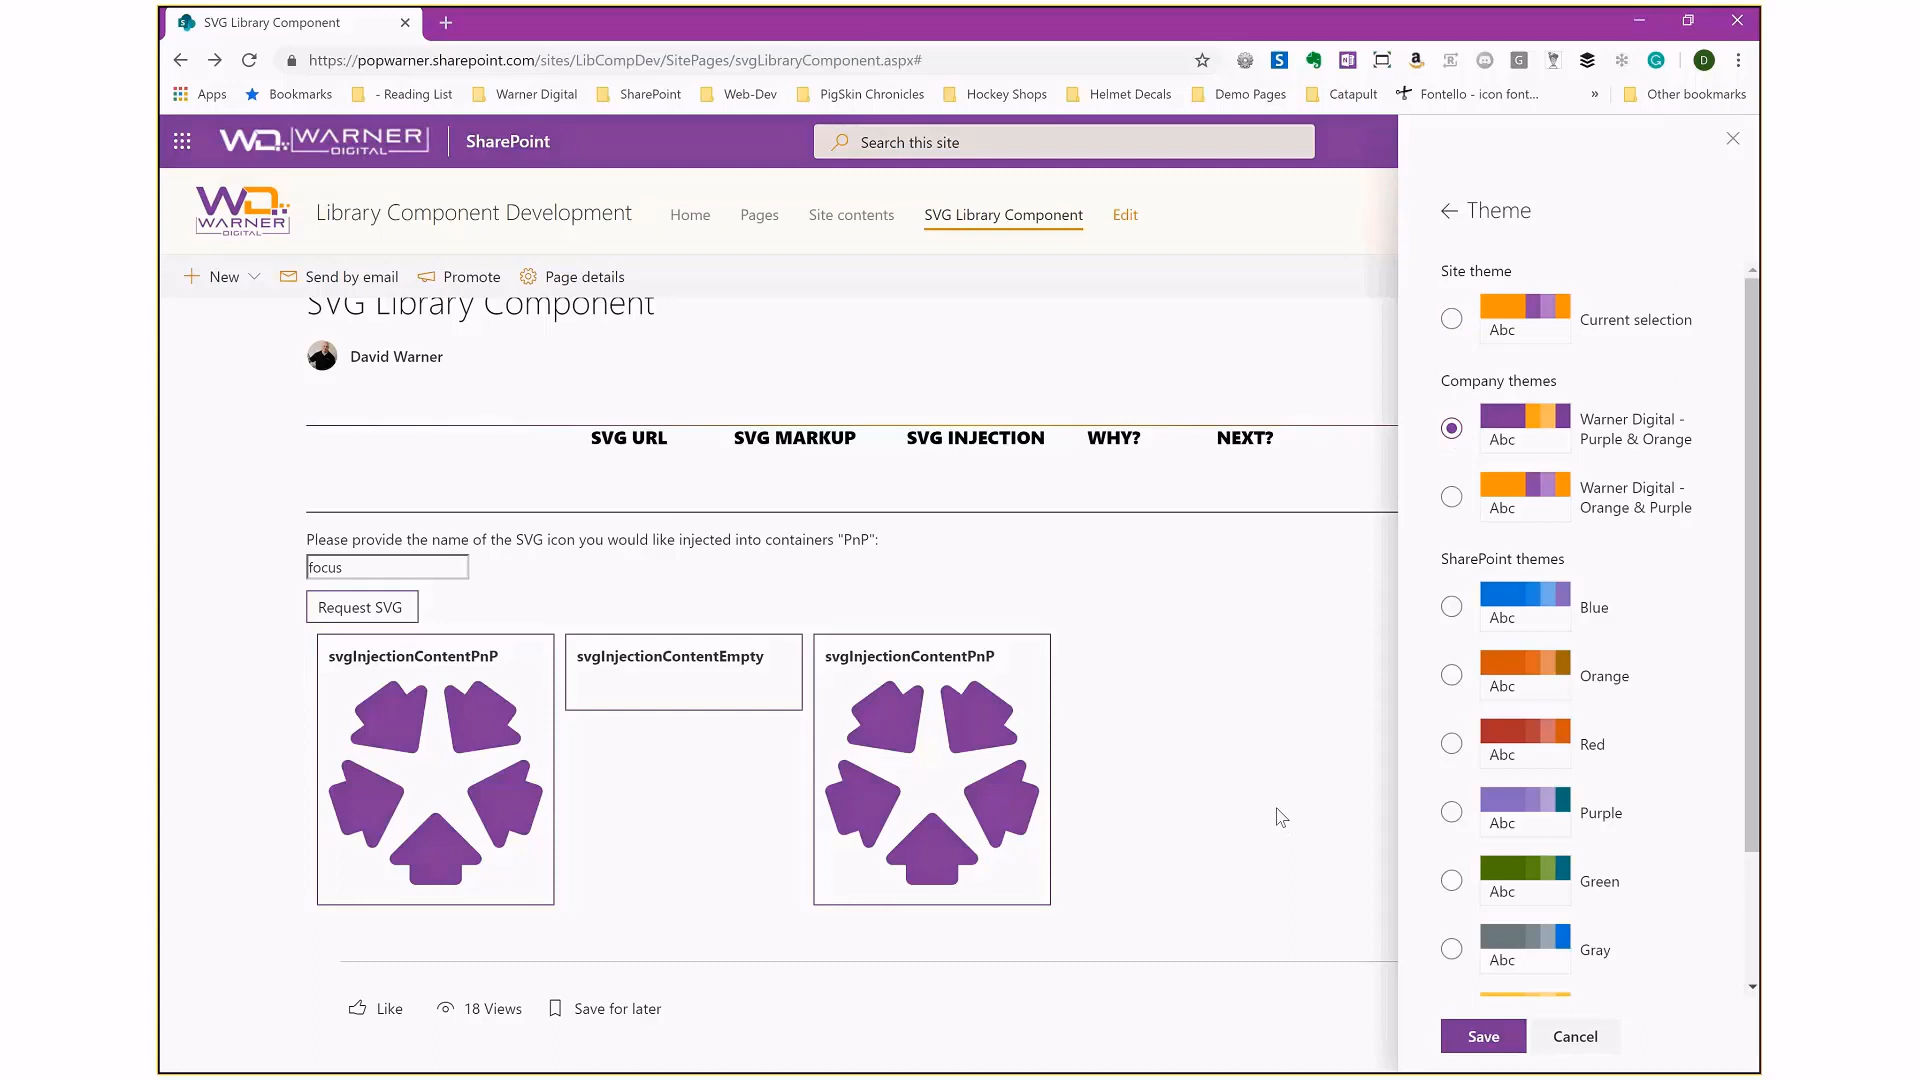 SVG Library Component
https://popwarner.sharepoint.com/sites/LibCompDev/SitePages/svgLibraryComponent.aspx#
S
a
G
D
Apps
Bookmarks
- Reading List
Warner Digital
SharePoint
Web-Dev
PigSkin Chronicles
Hockey Shops
Helmet Decals
Demo Pages
Catapult
Fontello - icon font...
»
Other bookmarks
WD. WARNER DIGITAL
SharePoint
Search this site
WD WARNER DIGITAL
Library Component Development
Home
Pages
Site contents
SVG Library Component
Edit
New
Send by email
Promote
Page details
SVG Library Component
David Warner
SVG URL
SVG MARKUP
SVG INJECTION
WHY?
NEXT?
Please provide the name of the SVG icon you would like injected into containers "PnP":
focus
Request SVG
svgInjectionContentPnP
svgInjectionContentEmpty
svgInjectionContentPnP
Like
18 Views
Save for later
Theme
Site theme
Abc
Current selection
Company themes
Abc
Warner Digital -
Purple & Orange
Abc
Warner Digital -
Orange & Purple
SharePoint themes
Abc
Blue
Abc
Orange
Abc
Red
Abc
Purple
Abc
Green
Abc
Gray
Save
Cancel